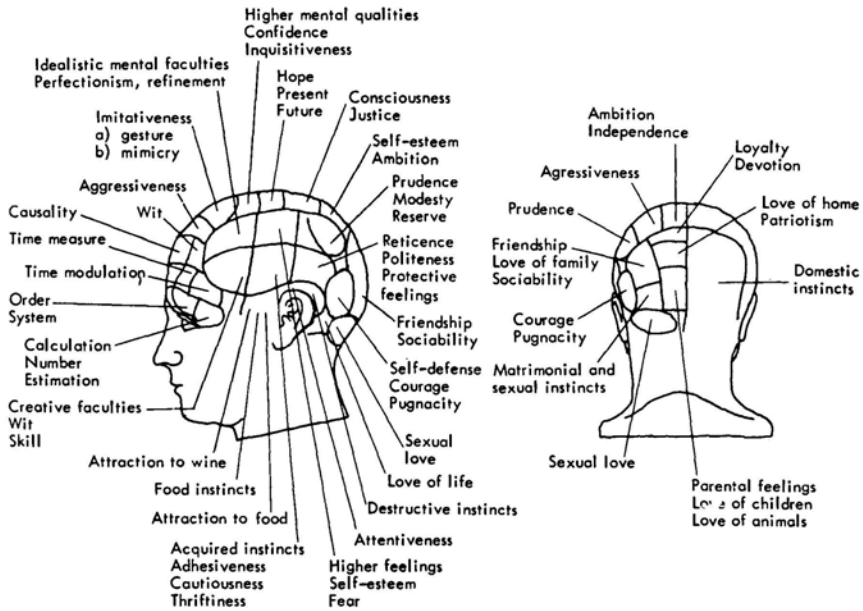 Higher mental qualities
Confidence
Inquisitiveness
Idealistic mental faculties
Perfectionism, refinement
Hope
Present
Future
Consciousness
Justice
Imitativeness
a) gesture
b) mimicry
Self-esteem
Ambition
Aggressiveness
Prudence
Modesty
Reserve
Causality
Wit
Time measure
Reticence
Politeness
Protective
feelings
Time modulation
Order
System
Friendship
Sociability
Calculation
Number
Estimation
Self-defense
Courage
Pugnacity
Creative faculties
Wit
Skill
Sexual
love
Attraction to wine
Love of life
Food instincts
Destructive instincts
Attraction to food
Attentiveness
Acquired instincts
Adhesiveness
Cautiousness
Thriftiness
Higher feelings
Self-esteem
Fear
Ambition
Independence
Loyalty
Devotion
Agressiveness
Love of home
Patriotism
Prudence
Friendship
Love of family
Sociability
Domestic
instincts
Courage
Pugnacity
Matrimonial and
sexual instincts
Sexual love
Parental feelings
Love of children
Love of animals